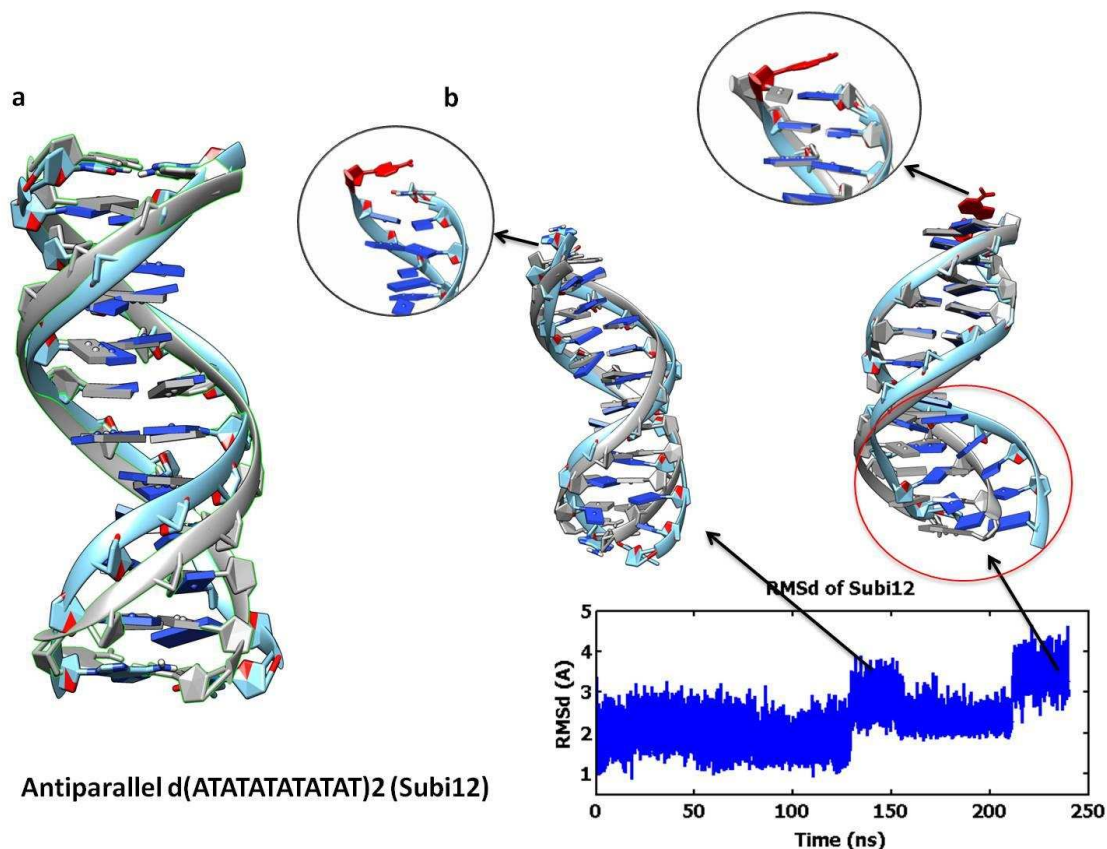 a
b
Antiparallel d(ATATATATATAT)2 (Subi12)
RMSd of Subi12
RMSd (A)
5
4
3
2
1
0
50
100
150
200
250
Time (ns)